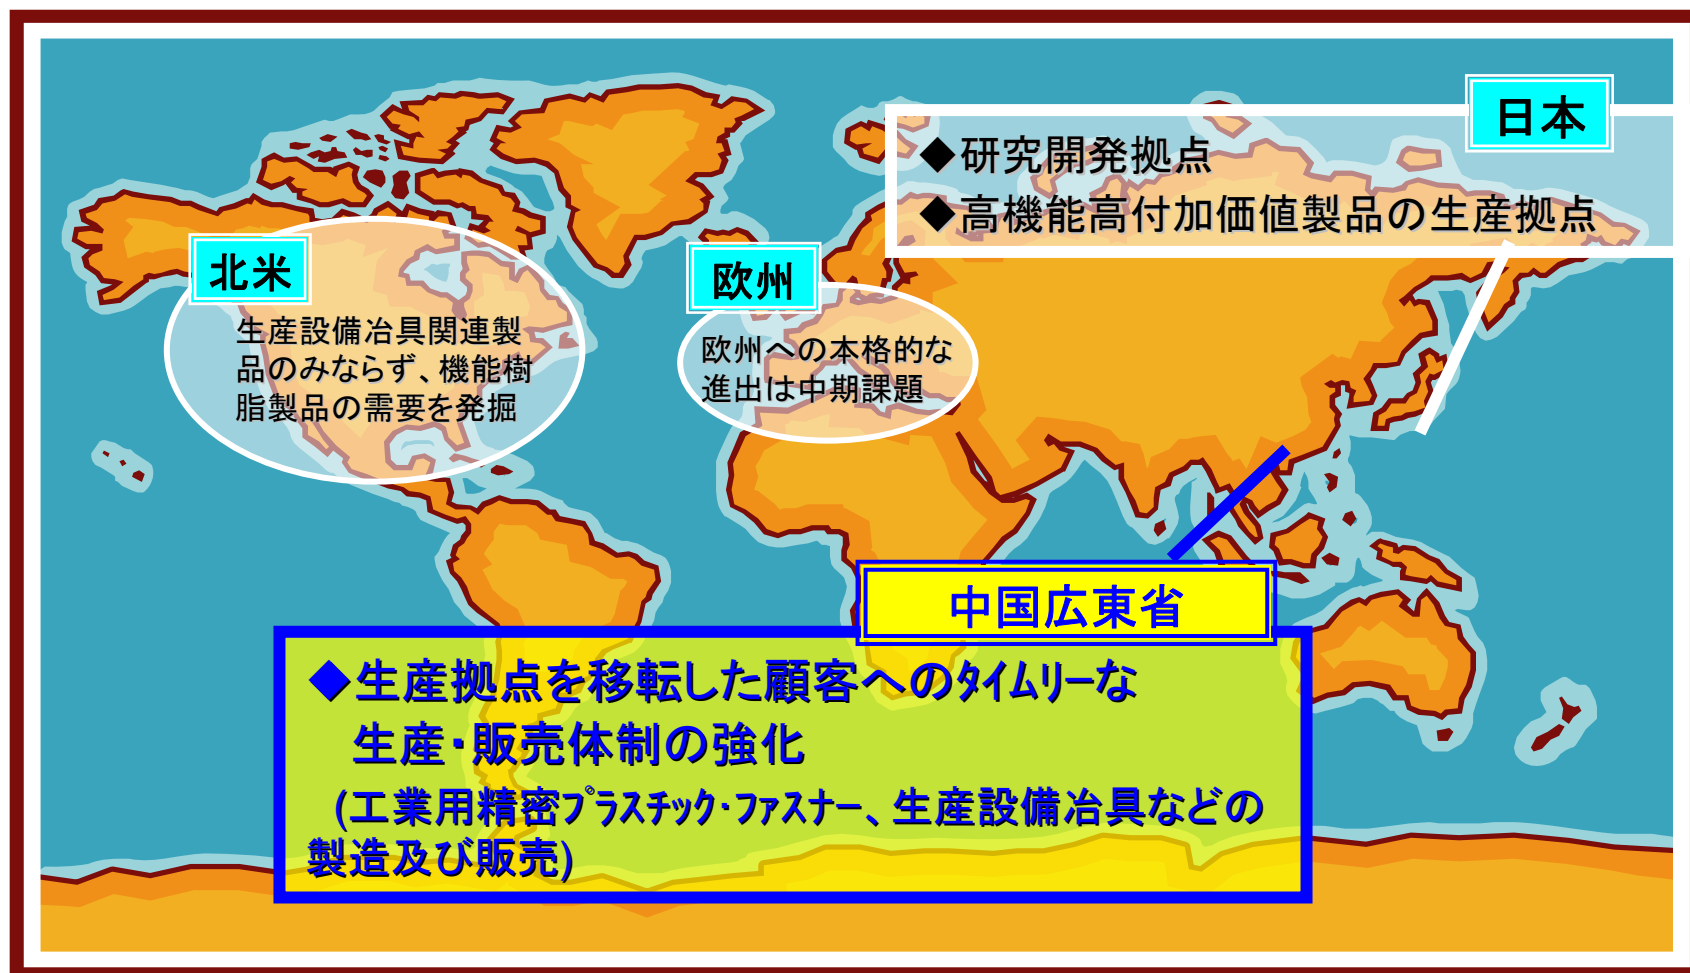 日本
◆研究開発拠点
◆高機能高付加価値製品の生産拠点
北米
生産設備冶具関連製
品のみならず、機能樹
脂製品の需要を発掘
欧州
欧州への本格的な
進出は中期課題
中国広東省
◆生産拠点を移転した顧客へのﾀｲﾑﾘｰな
生産・販売体制の強化
(工業用精密ﾌﾟﾗｽﾁｯｸ・ﾌｧｽﾅｰ、生産設備冶具などの
製造及び販売)